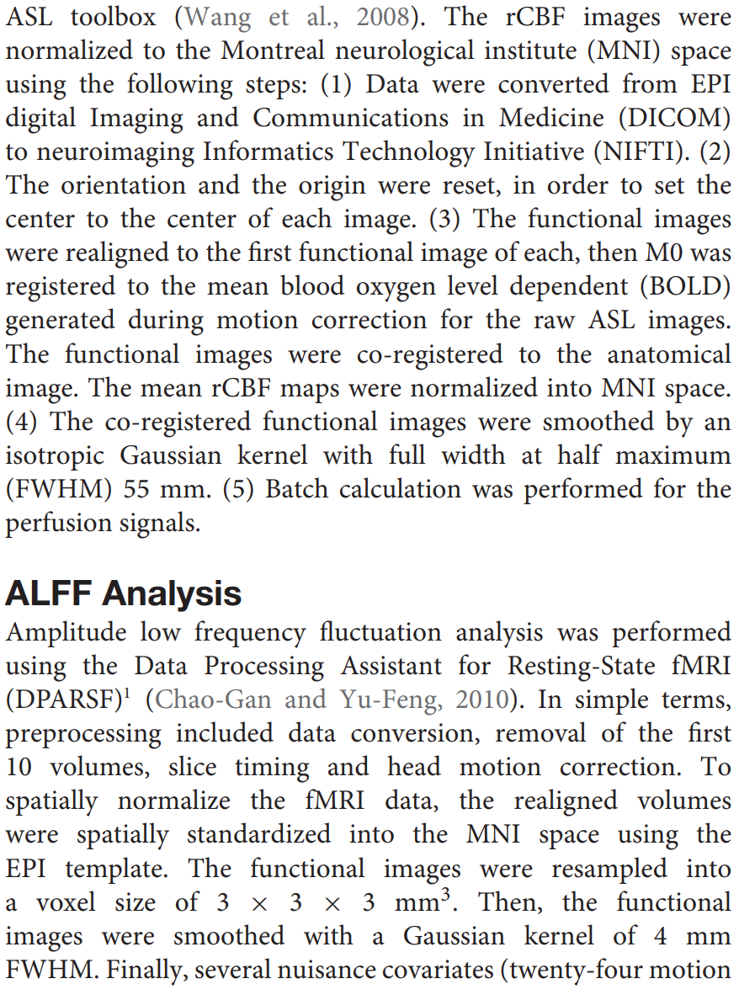 ASL toolbox (Wang et al., 2008). The rCBF images were
normalized to the Montreal neurological institute (MNI) space
using the following steps: (1) Data were converted from EPI
digital Imaging and Communications in Medicine (DICOM)
to neuroimaging Informatics Technology Initiative (NIFTI). (2)
The orientation and the origin were reset, in order to set the
center to the center of each image. (3) The functional images
were realigned to the first functional image of each, then M0 was
registered to the mean blood oxygen level dependent (BOLD)
generated during motion correction for the raw ASL images.
The functional images were co-registered to the anatomical
image. The mean rCBF maps were normalized into MNI space.
(4) The co-registered functional images were smoothed by an
isotropic Gaussian kernel with full width at half maximum
(FWHM) 55 mm. (5) Batch calculation was performed for the
perfusion signals.
ALFF Analysis
Amplitude low frequency fluctuation analysis was performed
using the Data Processing Assistant for Resting-State fMRI
(DPARSF)¹ (Chao-Gan and Yu-Feng, 2010). In simple terms,
preprocessing included data conversion, removal of the first
10 volumes, slice timing and head motion correction. To
spatially normalize the fMRI data, the realigned volumes
were spatially standardized into the MNI space using the
EPI template. The functional images were resampled into
a voxel size of 3 × 3 × 3 mm³. Then, the functional
images were smoothed with a Gaussian kernel of 4 mm
FWHM. Finally, several nuisance covariates (twenty-four motion